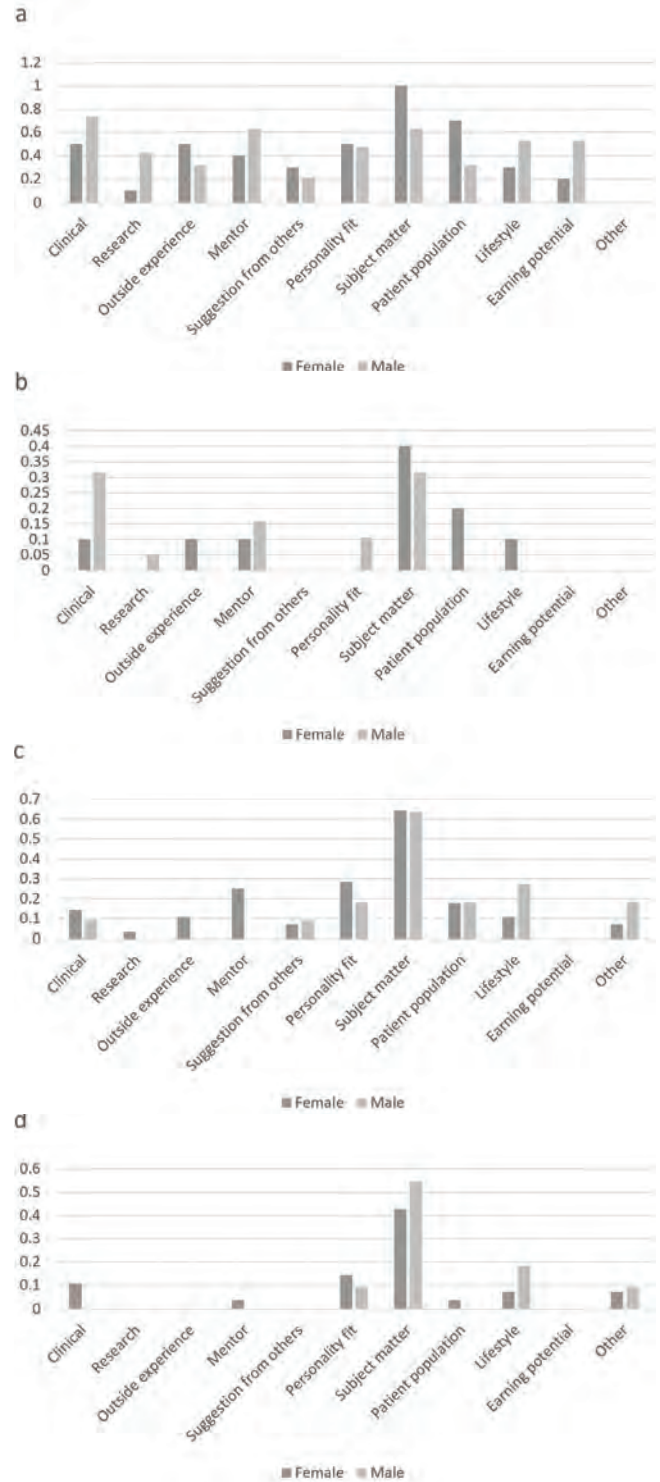 a
1.2
1
0.8
0.6
0.4
0.2
0
Clinical
Research
Outside experience
Mentor
Suggestion from others
Personality fit
Subject matter
Patient population
Lifestyle
Earning potential
Other
Female Male
b
0.45
0.4
0.35
0.3
0.25
0.2
0.15
0.1
0.05
0
Clinical
Research
Outside experience
Mentor
Suggestion from others
Personality fit
Subject matter
Patient population
Lifestyle
Earning potential
Other
Female Male
c
0.7
0.6
0.5
0.4
0.3
0.2
0.1
0
Clinical
Research
Outside experience
Mentor
Suggestion from others
Personality fit
Subject matter
Patient population
Lifestyle
Earning potential
Other
Female Male
d
0.6
0.5
0.4
0.3
0.2
0.1
0
Clinical
Research
Outside experience
Mentor
Suggestion from others
Personality fit
Subject matter
Patient population
Lifestyle
Earning potential
Other
Female Male